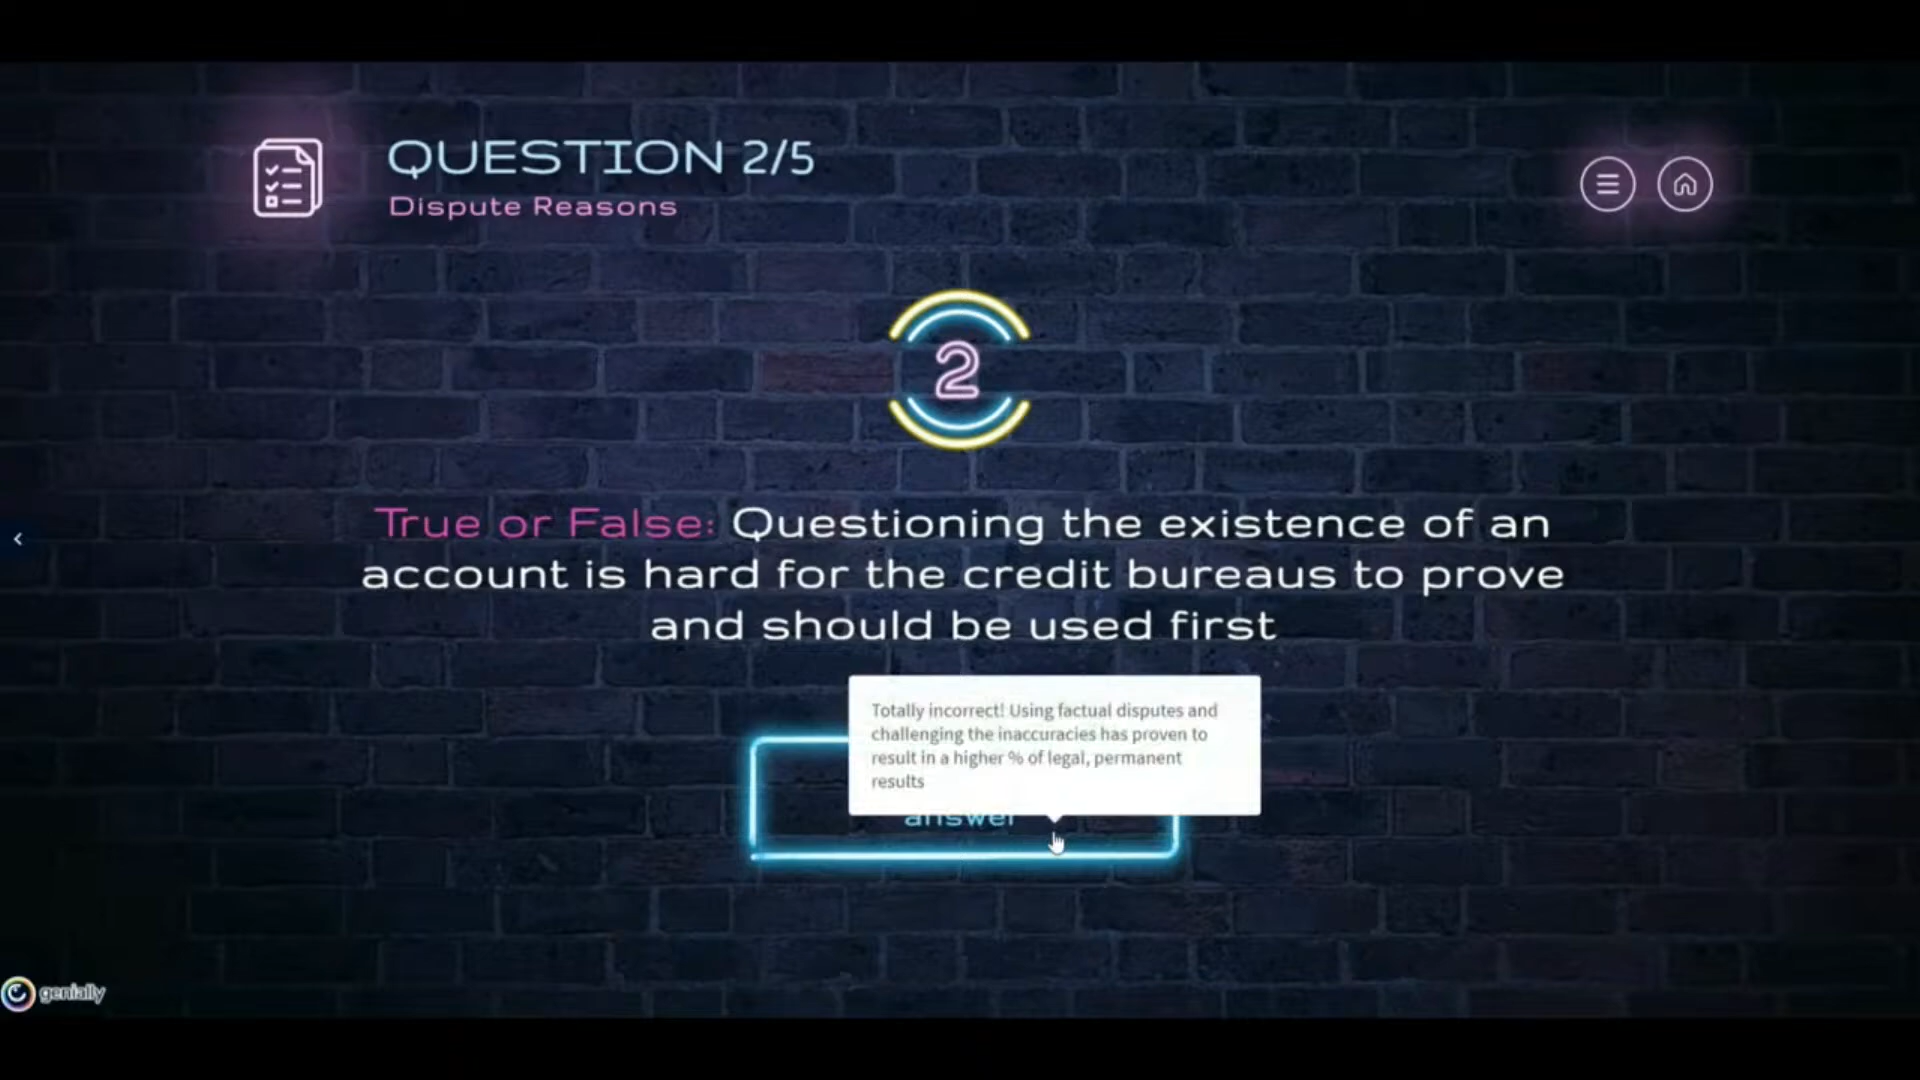 QUESTION 2/5
Dispute Reasons
2
True or False: Questioning the existence of an
account is hard for the credit bureaus to prove
and should be used first
Totally incorrect! Using factual disputes and
challenging the inaccuracies has proven to
result in a higher % of legal, permanent
results
answer
genially